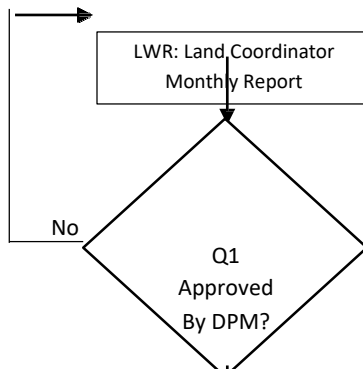 LWR: Land Coordinator
Monthly Report
No
Q1
Approved
By DPM?